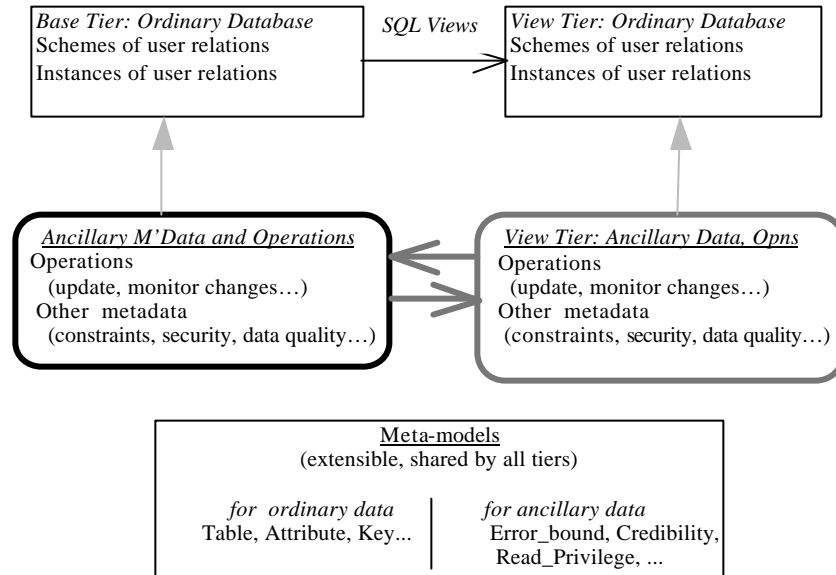 Base Tier: Ordinary Database
Schemes of user relations
Instances of user relations
SQL Views
View Tier: Ordinary Database
Schemes of user relations
Instances of user relations
Ancillary M'Data and Operations
Operations
(update, monitor changes…)
Other metadata
(constraints, security, data quality…)
View Tier: Ancillary Data, Opns
Operations
(update, monitor changes…)
Other metadata
(constraints, security, data quality…)
Meta-models
(extensible, shared by all tiers)
for ordinary data
Table, Attribute, Key...
for ancillary data
Error_bound, Credibility,
Read_Privilege, ...